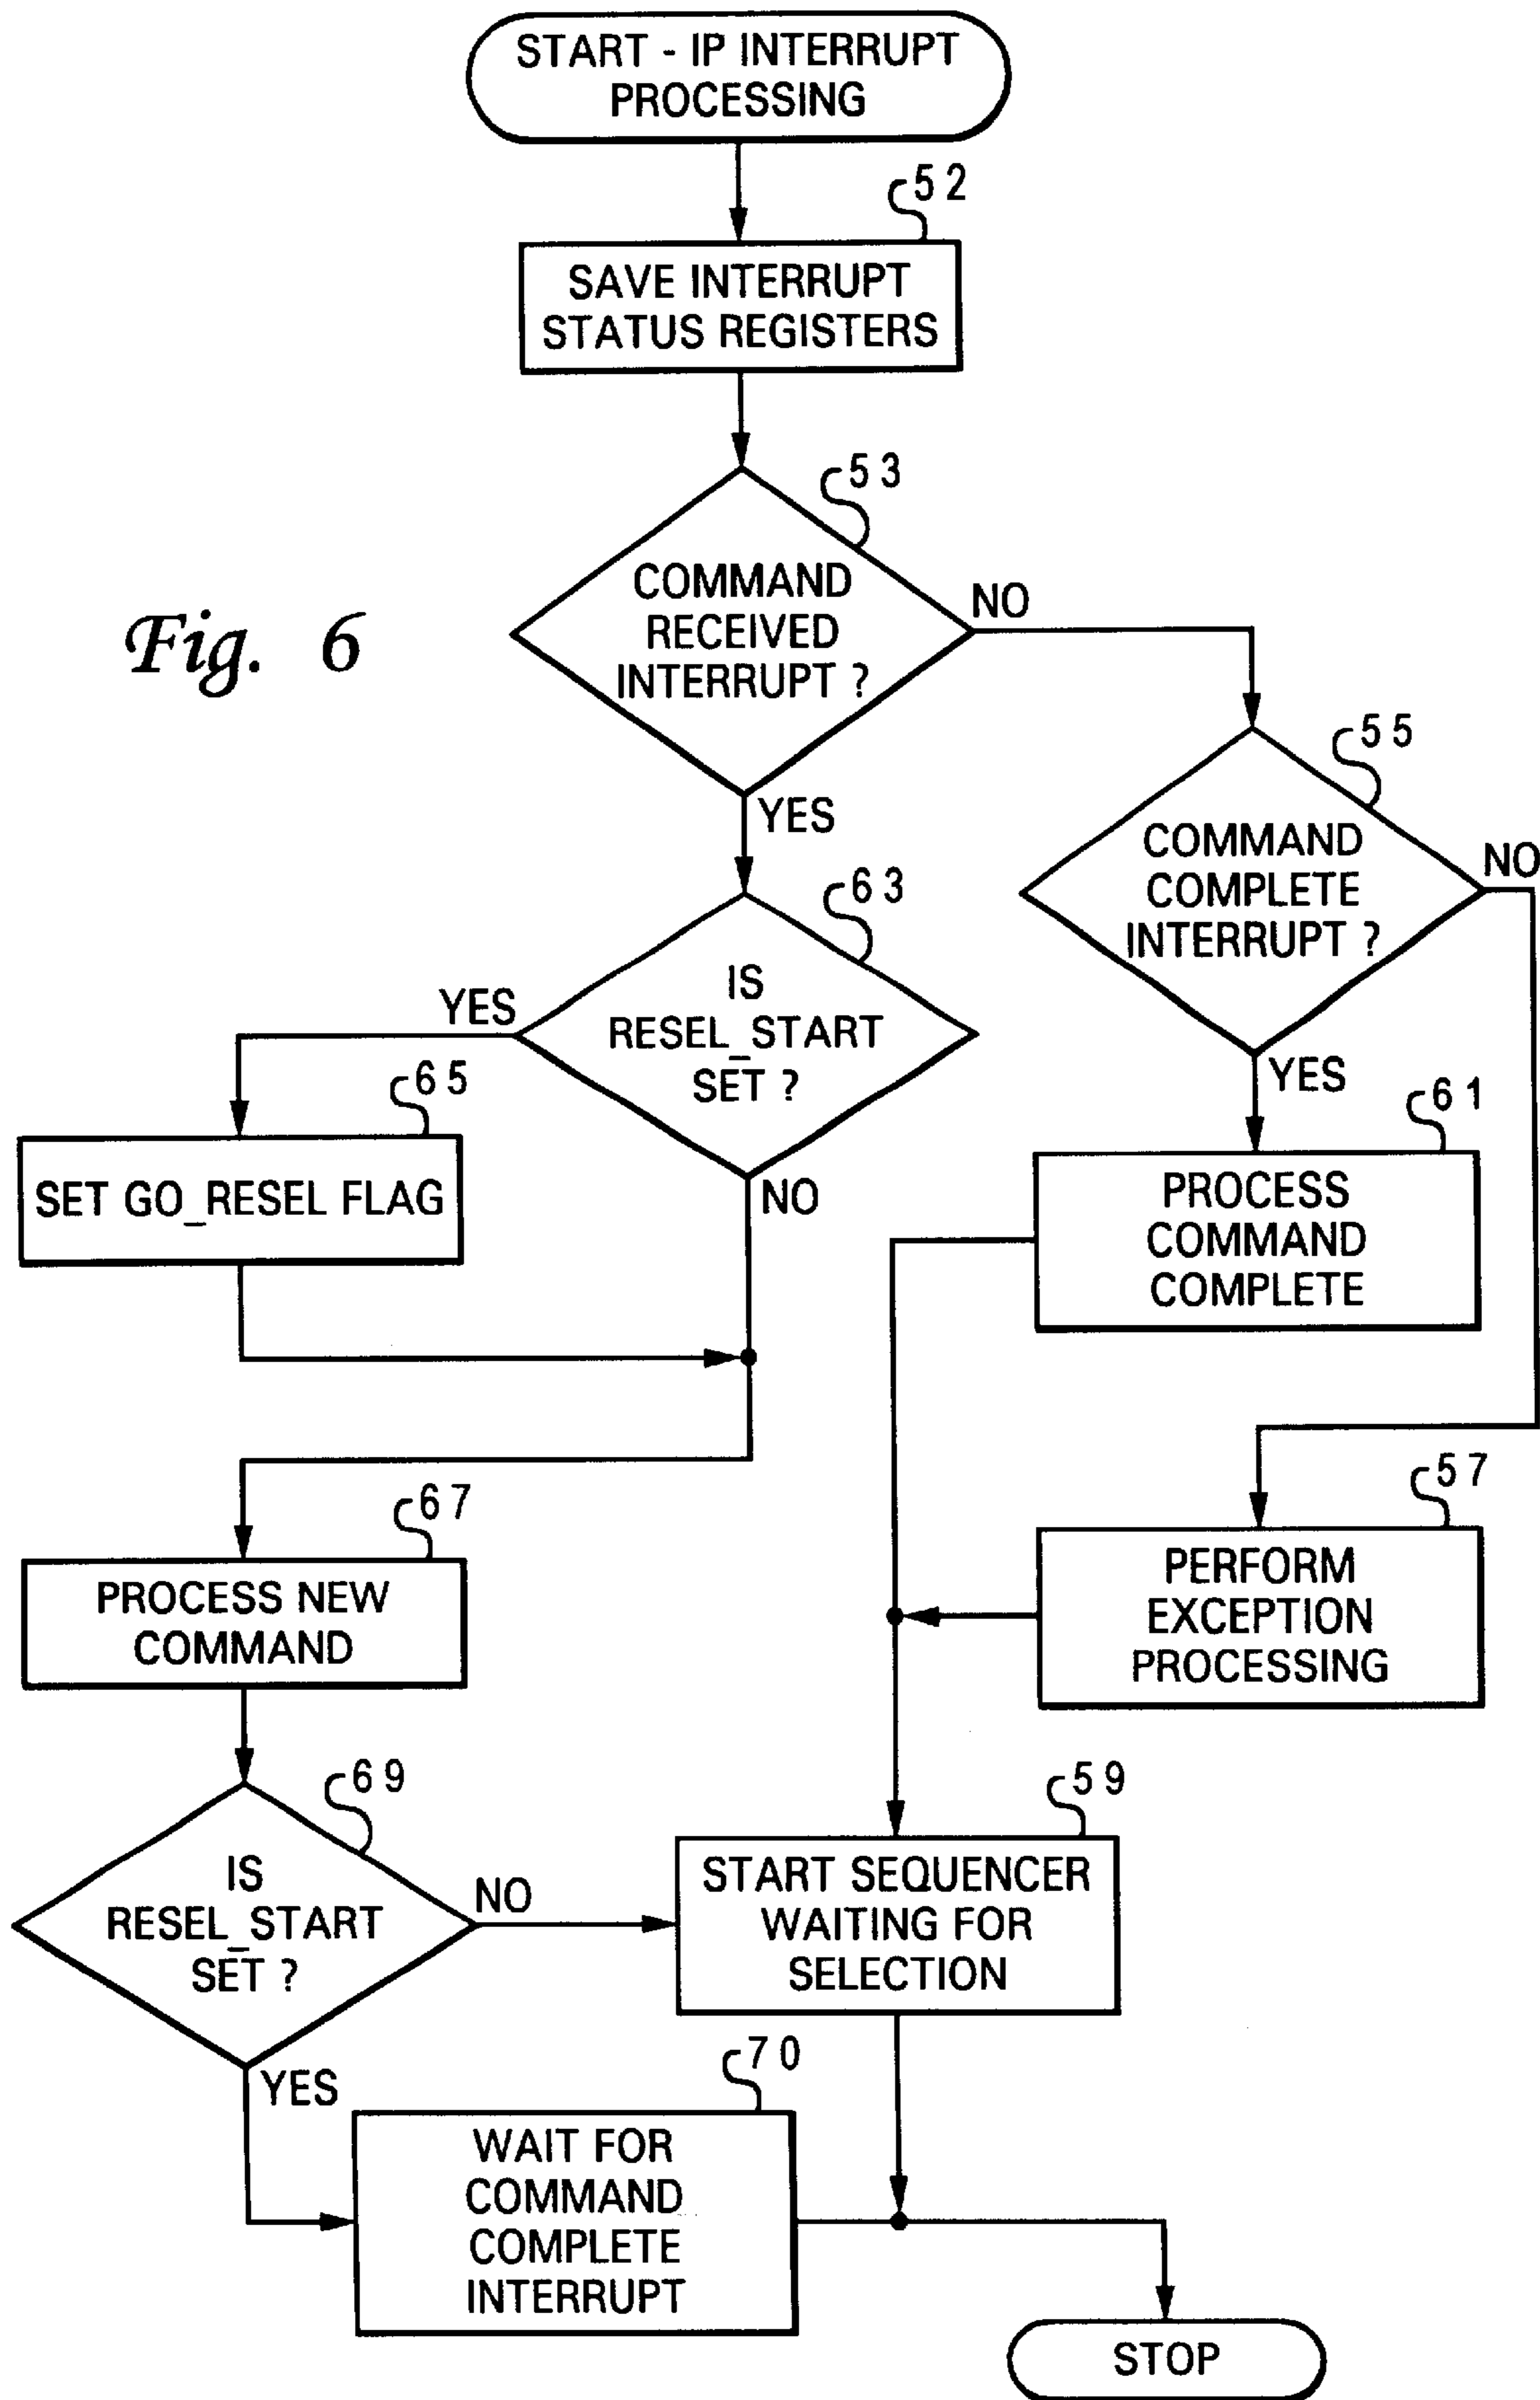 START - IP INTERRUPT
PROCESSING
52
SAVE INTERRUPT
STATUS REGISTERS
53
COMMAND
RECEIVED
INTERRUPT ?
NO
Fig. 6
YES
55
COMMAND
COMPLETE
INTERRUPT ?
NO
YES
63
IS
RESEL_START
SET ?
YES
NO
65
SET GO_RESEL FLAG
61
PROCESS
COMMAND
COMPLETE
57
PERFORM
EXCEPTION
PROCESSING
67
PROCESS NEW
COMMAND
69
IS
RESEL_START
SET ?
NO
YES
59
START SEQUENCER
WAITING FOR
SELECTION
70
WAIT FOR
COMMAND
COMPLETE
INTERRUPT
STOP